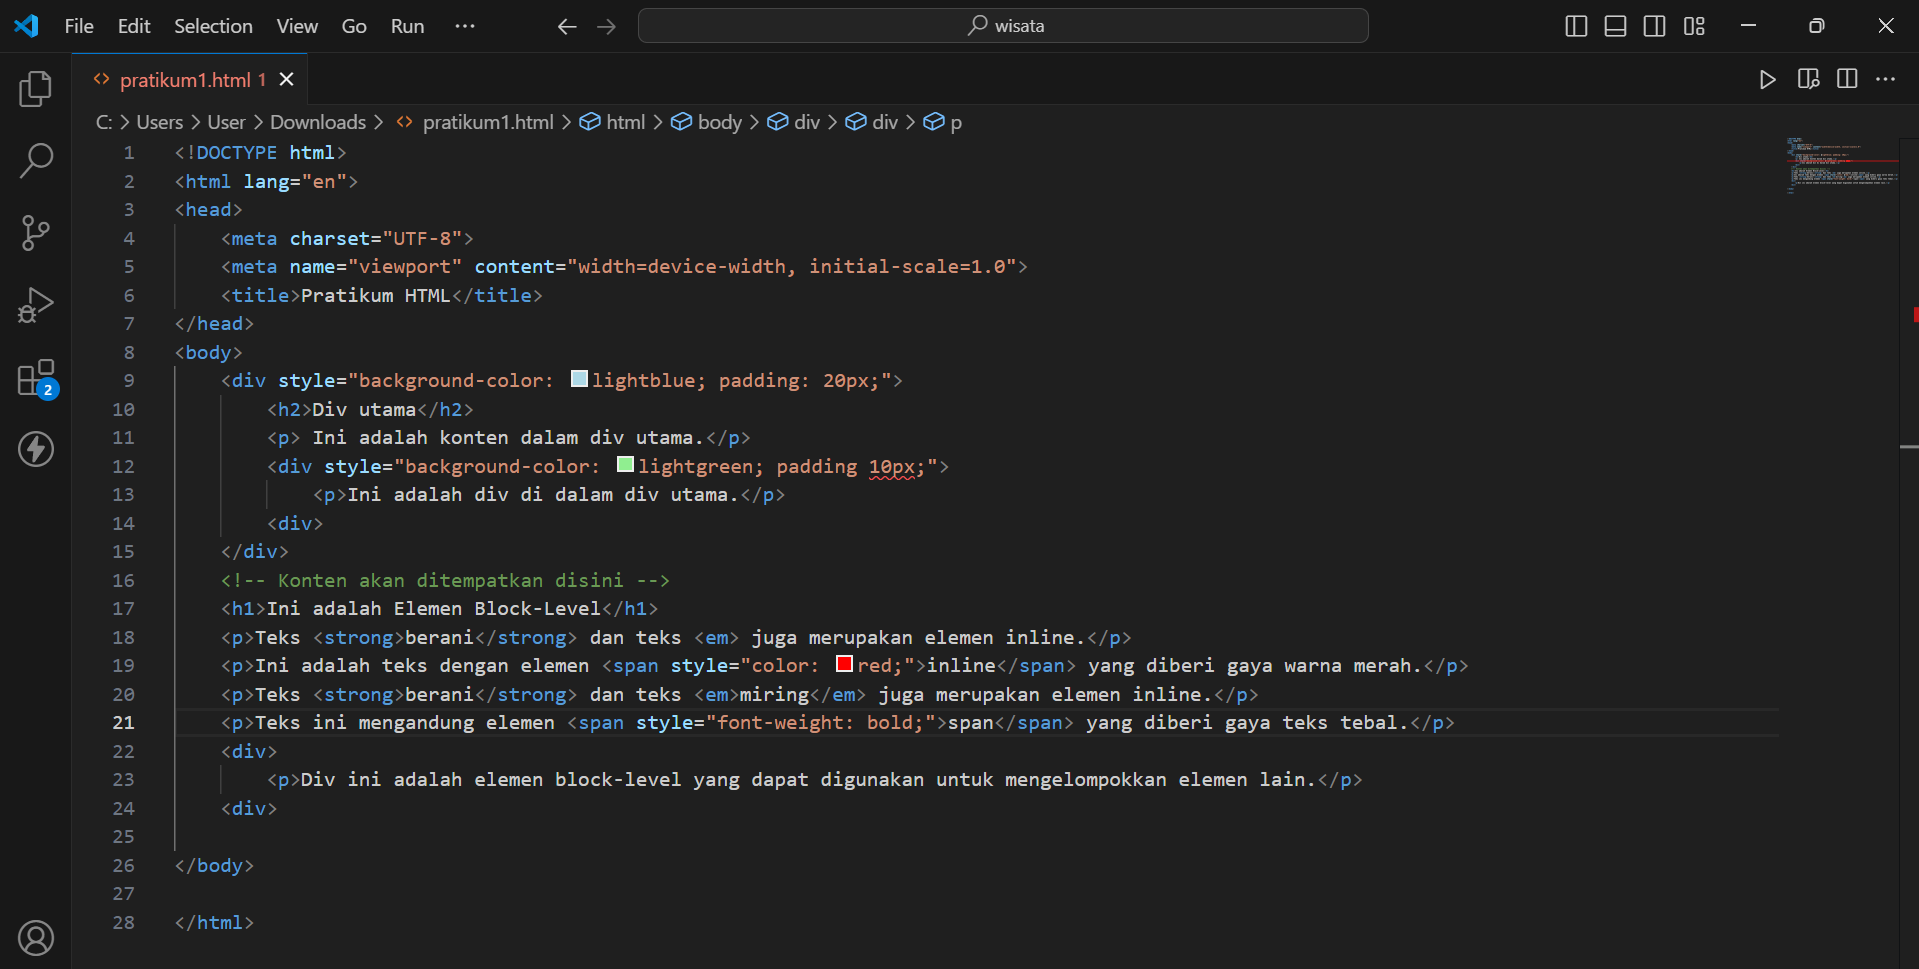 File Edit Selection View Go Run ··· wisata
pratikum1.html 1
C: > Users > User > Downloads > pratikum1.html > html > body > div > div > p
1 <!DOCTYPE html>
2 <html lang="en">
3 <head>
4 <meta charset="UTF-8">
5 <meta name="viewport" content="width=device-width, initial-scale=1.0">
6 <title>Pratikum HTML</title>
7 </head>
8 <body>
9 <div style="background-color: lightblue; padding: 20px;">
10 <h2>Div utama</h2>
11 <p> Ini adalah konten dalam div utama.</p>
12 <div style="background-color: lightgreen; padding 10px;">
13 <p>Ini adalah div di dalam div utama.</p>
14 <div>
15 </div>
16 <!-- Konten akan ditempatkan disini -->
17 <h1>Ini adalah Elemen Block-Level</h1>
18 <p>Teks <strong>berani</strong> dan teks <em> juga merupakan elemen inline.</p>
19 <p>Ini adalah teks dengan elemen <span style="color: red;">inline</span> yang diberi gaya warna merah.</p>
20 <p>Teks <strong>berani</strong> dan teks <em>miring</em> juga merupakan elemen inline.</p>
21 <p>Teks ini mengandung elemen <span style="font-weight: bold;">span</span> yang diberi gaya teks tebal.</p>
22 <div>
23 <p>Div ini adalah elemen block-level yang dapat digunakan untuk mengelompokkan elemen lain.</p>
24 <div>
25
26 </body>
27
28 </html>
2